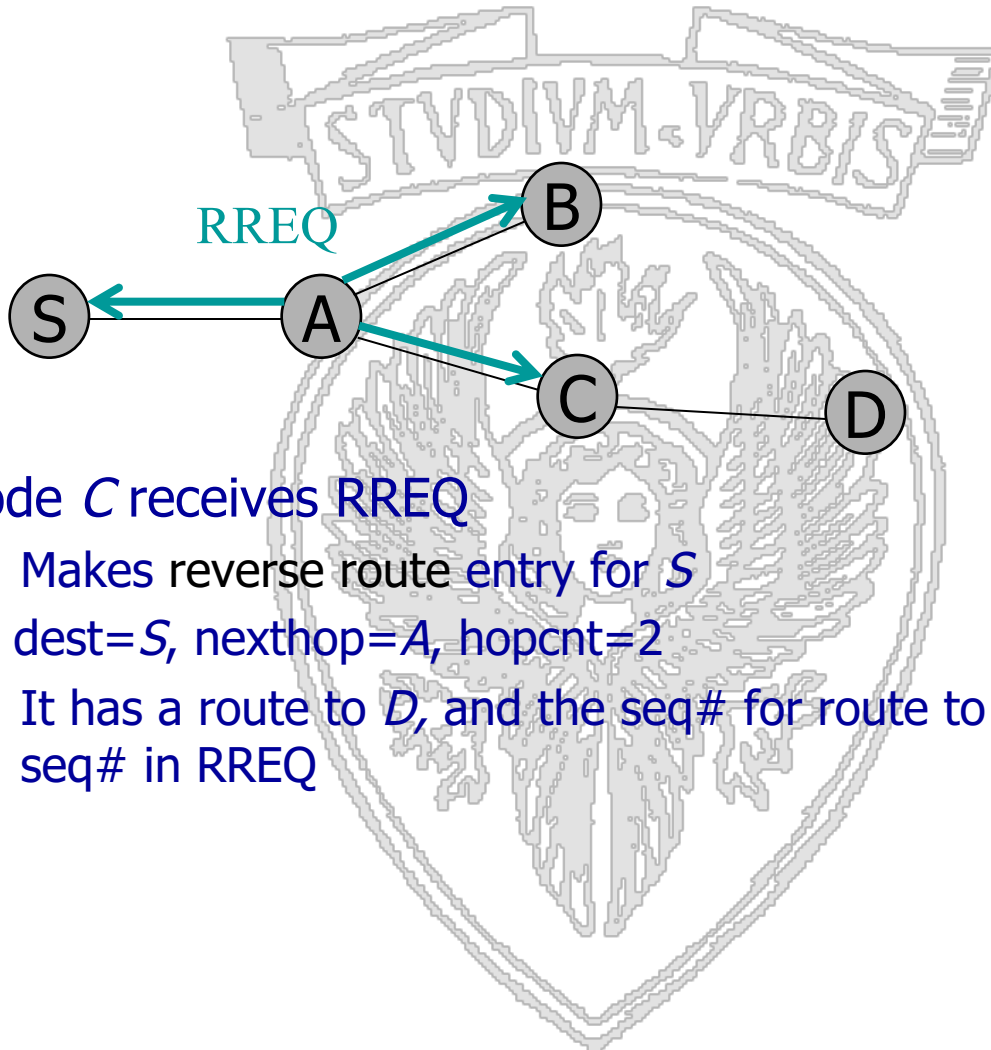 STVDIVM VRBIS
B
RREQ
S
A
C
D
ode C receives RREQ
Makes reverse route entry for S
dest=S, nexthop=A, hopcnt=2
It has a route to D, and the seq# for route to
seq# in RREQ